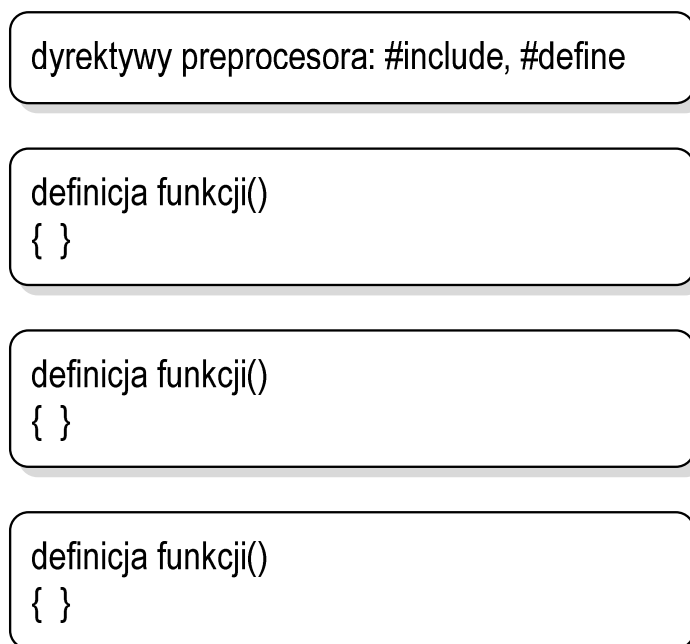 dyrektywy preprocesora: #include, #define
definicja funkcji()
{ }
definicja funkcji()
{ }
definicja funkcji()
{ }